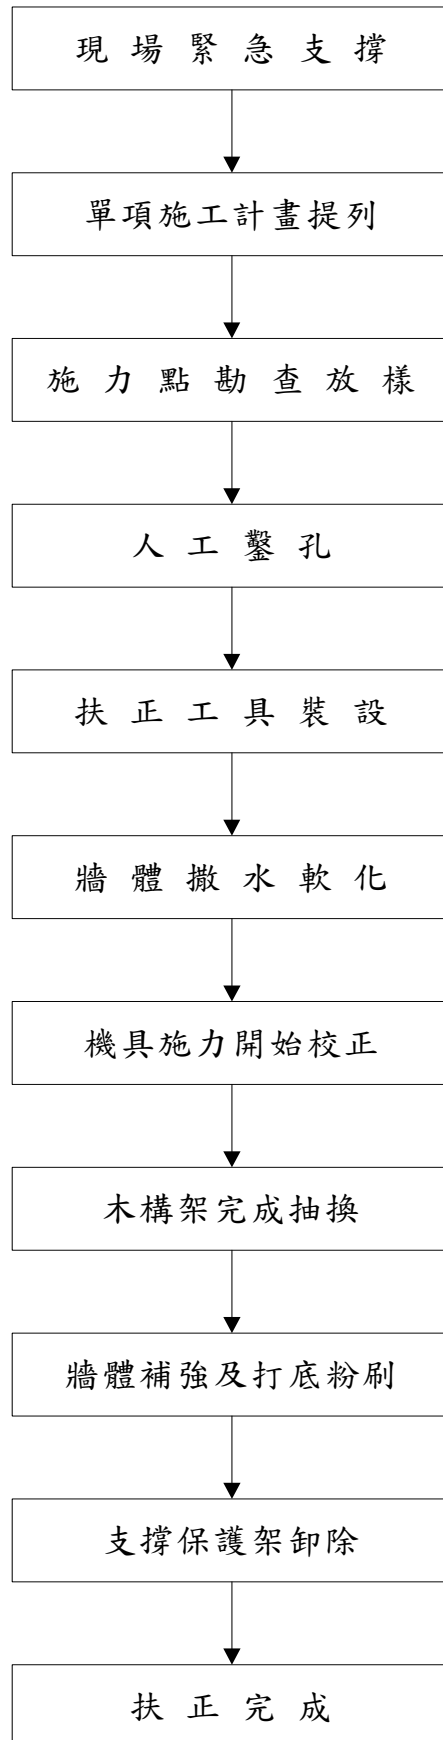 現場緊急支撐
單項施工計畫提列
施力點勘查放樣
人工鑿孔
扶正工具裝設
牆體撒水軟化
機具施力開始校正
木構架完成抽換
牆體補強及打底粉刷
支撐保護架卸除
扶正完成